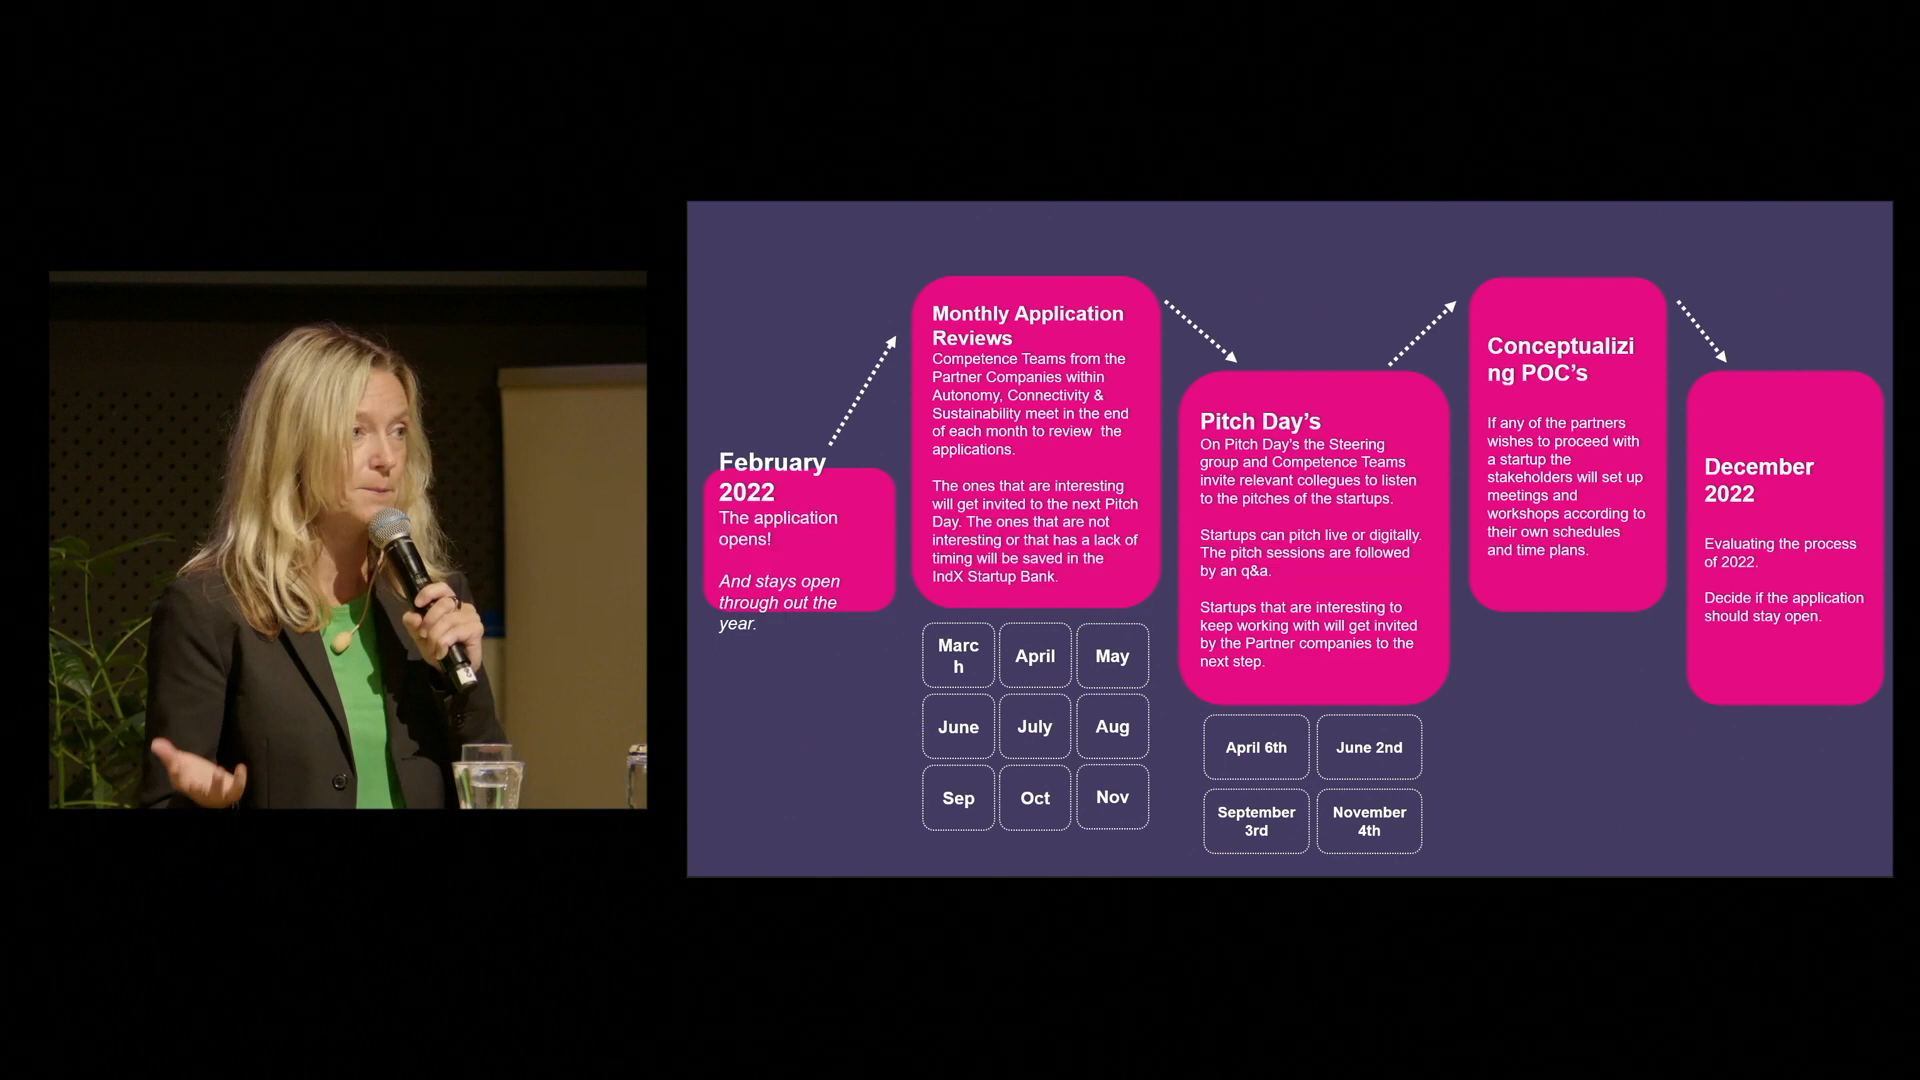 February
2022
The application
opens!
And stays open
through out the
year.
Monthly Application
Reviews
Competence Teams from the
Partner Companies within
Autonomy, Connectivity &
Sustainability meet in the end
of each month to review  the
applications.
The ones that are interesting
will get invited to the next Pitch
Day. The ones that are not
interesting or that has a lack of
timing will be saved in the
IndX Startup Bank.
Marc
h
April
May
June
July
Aug
Sep
Oct
Nov
Pitch Day’s
On Pitch Day’s the Steering
group and Competence Teams
invite relevant collegues to listen
to the pitches of the startups.
Startups can pitch live or digitally.
The pitch sessions are followed
by an q&a.
Startups that are interesting to
keep working with will get invited
by the Partner companies to the
next step.
April 6th
June 2nd
September
3rd
November
4th
Conceptualizi
ng POC’s
If any of the partners
wishes to proceed with
a startup the
stakeholders will set up
meetings and
workshops according to
their own schedules
and time plans.
December
2022
Evaluating the process
of 2022.
Decide if the application
should stay open.